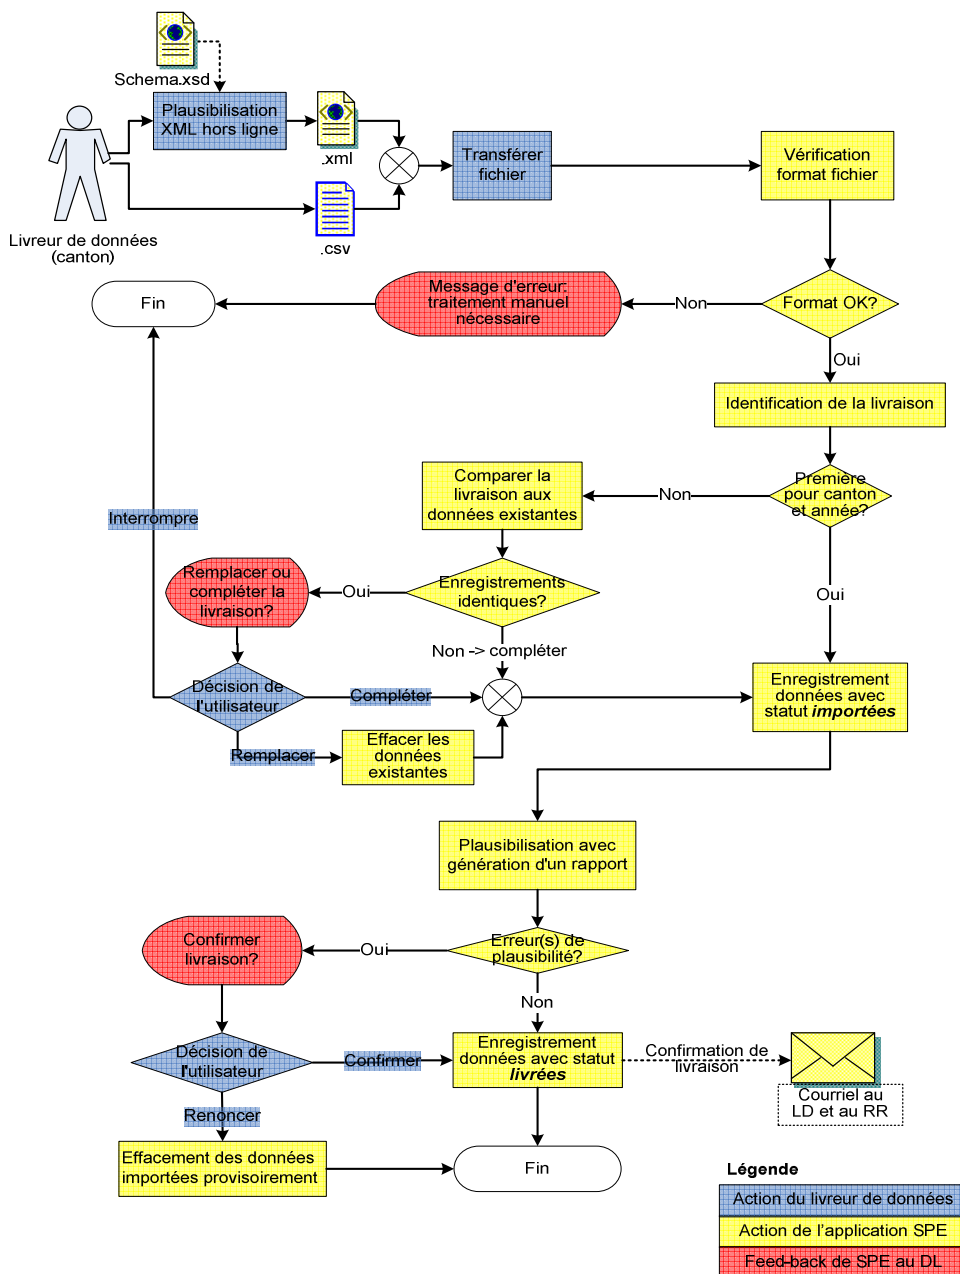 Schema.xsd
Plausibilisation
XML hors ligne
.xml
Transférer
fichier
Vérification
format fichier
Livreur de données
(canton)
.csv
Fin
Message d'erreur:
traitement manuel
nécessaire
Non
Format OK?
Oui
Identification de la livraison
Comparer la
livraison aux
données existantes
Non
Première
pour canton
et année?
Interrompre
Remplacer ou
compléter la
livraison?
Oui
Enregistrements
identiques?
Oui
Non -> compléter
Décision de
l'utilisateur
Compléter
Enregistrement
données avec
statut importées
Remplacer
Effacer les
données
existantes
Plausibilisation avec
génération d'un rapport
Confirmer
livraison?
Oui
Erreur(s) de
plausibilité?
Non
Décision de
l'utilisateur
Confirmer
Enregistrement
données avec statut
livrées
Confirmation de
livraison
Courriel au
LD et au RR
Renoncer
Effacement des données
importées provisoirement
Fin
Légende
Action du livreur de données
Action de l'application SPE
Feed-back de SPE au DL